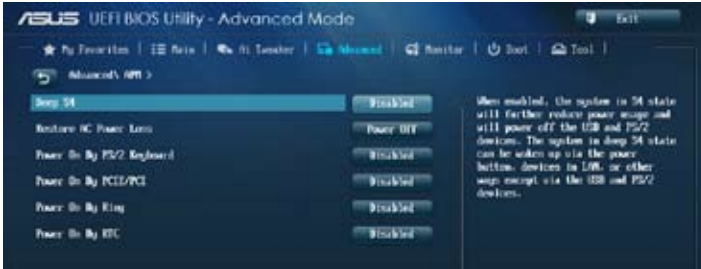 ASUS UEFI BIOS Utility - Advanced Mode
Exit
My Favorites | Main | Ai Tweaker | Advanced | Monitor | Boot | Tool |
Advanced\ APM >
Deep S4 Disabled
Restore AC Power Loss Power Off
Power On By PS/2 Keyboard Disabled
Power On By PCIE/PCI Disabled
Power On By Ring Disabled
Power On By RTC Disabled
When enabled, the system in S4 state
will further reduce power usage and
will power off the USB and PS/2
devices. The system in deep S4 state
can be woken up via the power
button, devices in LAN, or other
ways except via the USB and PS/2
devices.